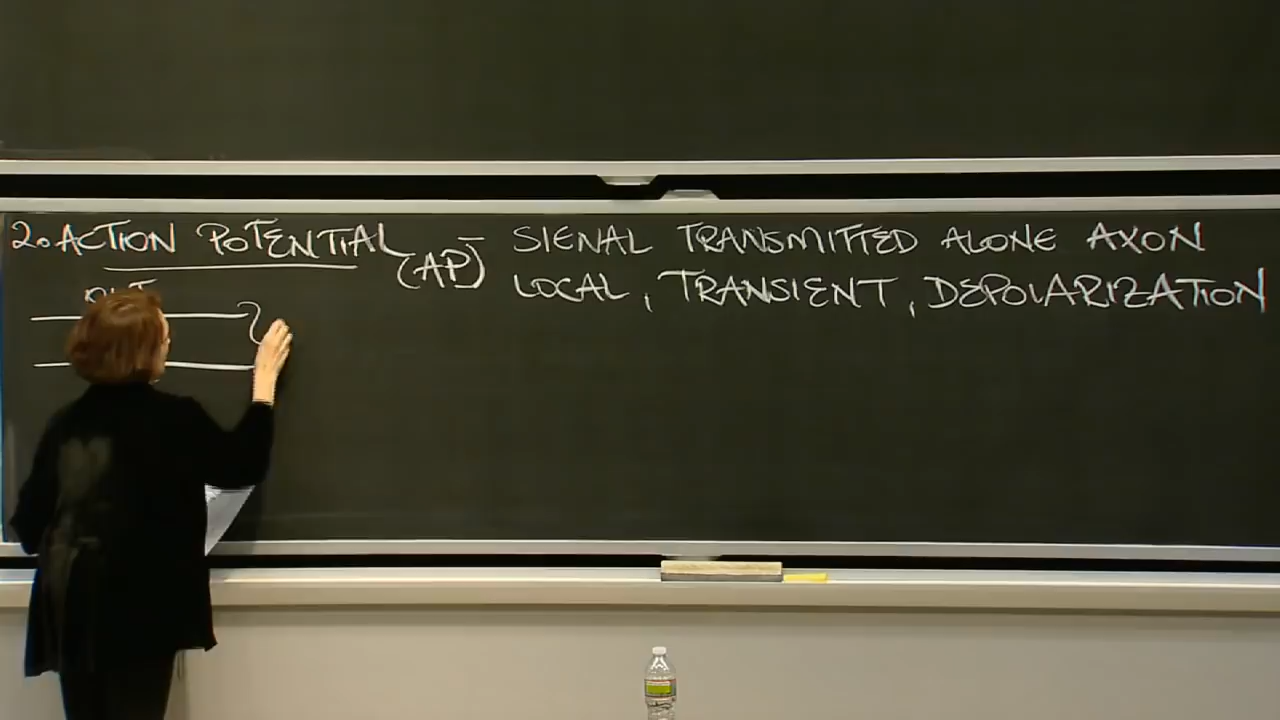 2. ACTION POTENTIAL (AP) - SIGNAL TRANSMITTED ALONG AXON
LOCAL, TRANSIENT, DEPOLARIZATION